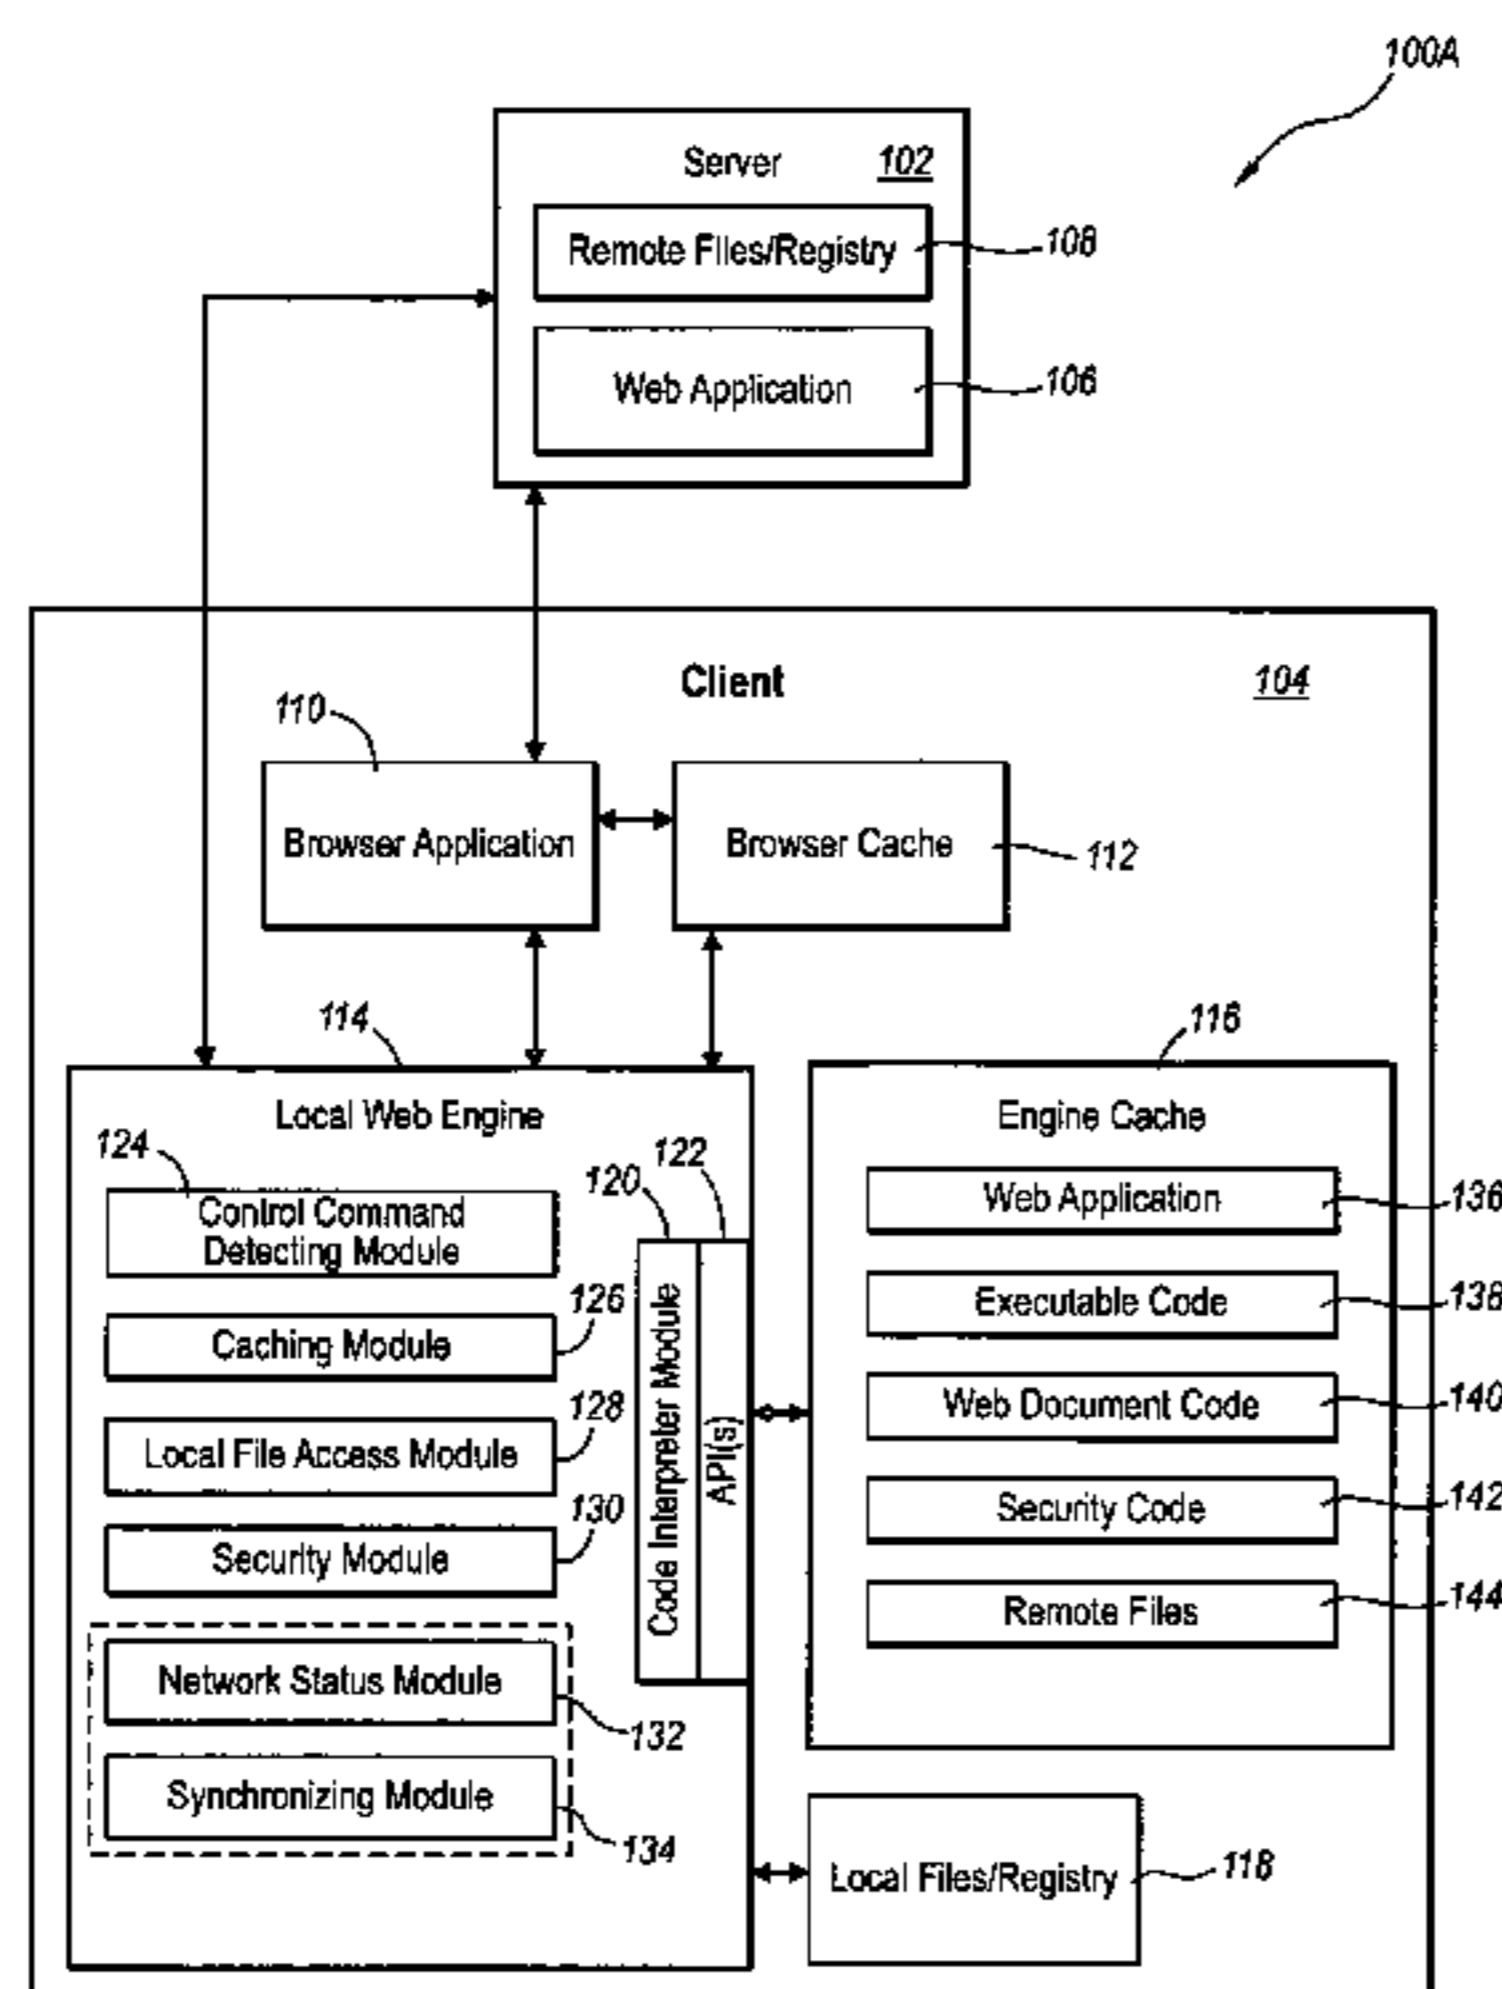 100A
Server 102
Remote Files/Registry 108
Web Application 106
Client 104
110
Browser Application
Browser Cache 112
114
116
Local Web Engine
Engine Cache
124
Control Command
Detecting Module
120
122
126
Caching Module
128
Local File Access Module
130
Security Module
Network Status Module
132
Synchronizing Module
134
Code Interpreter Module
API(s)
Web Application 136
Executable Code 138
Web Document Code 140
Security Code 142
Remote Files 144
Local Files/Registry 118